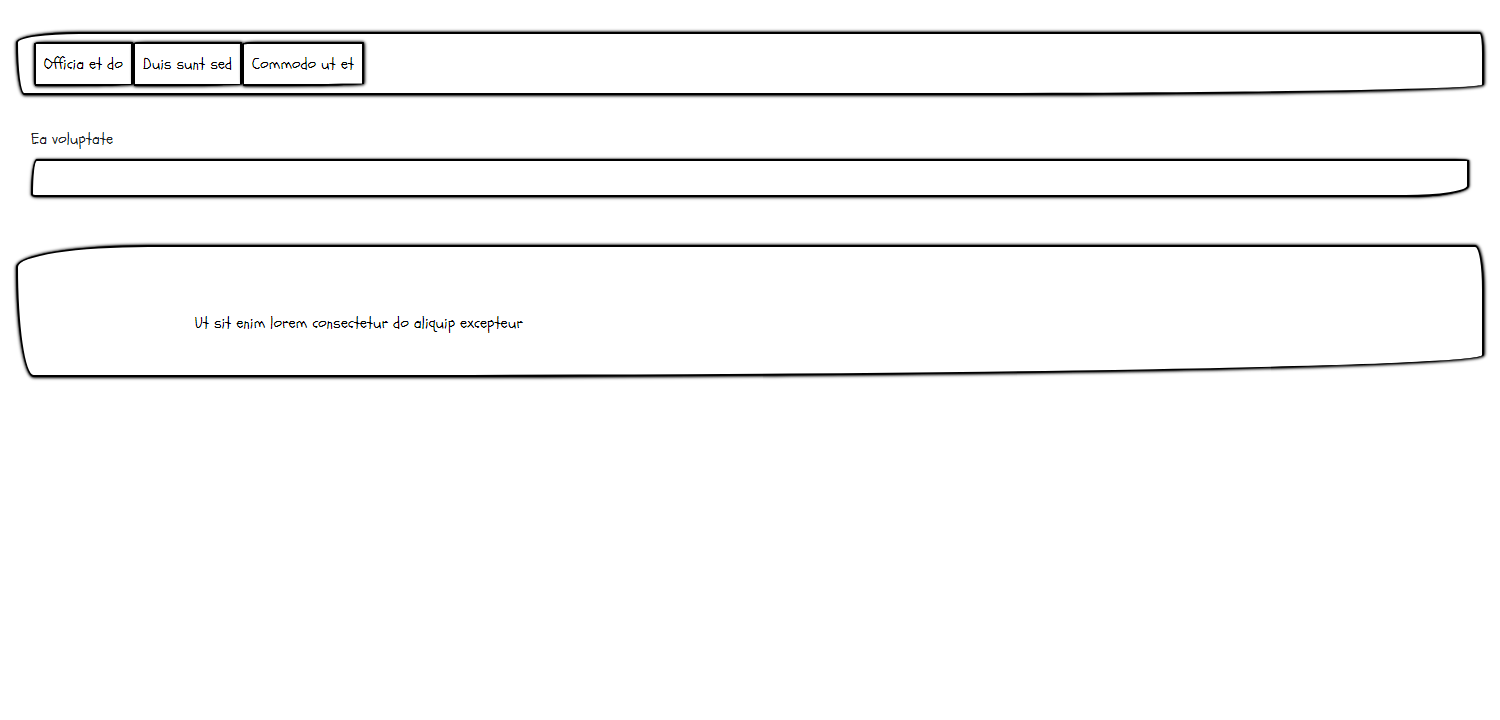 Officia et do Duis sunt sed Commodo ut et
Ea voluptate
Ut sit enim lorem consectetur do aliquip excepteur